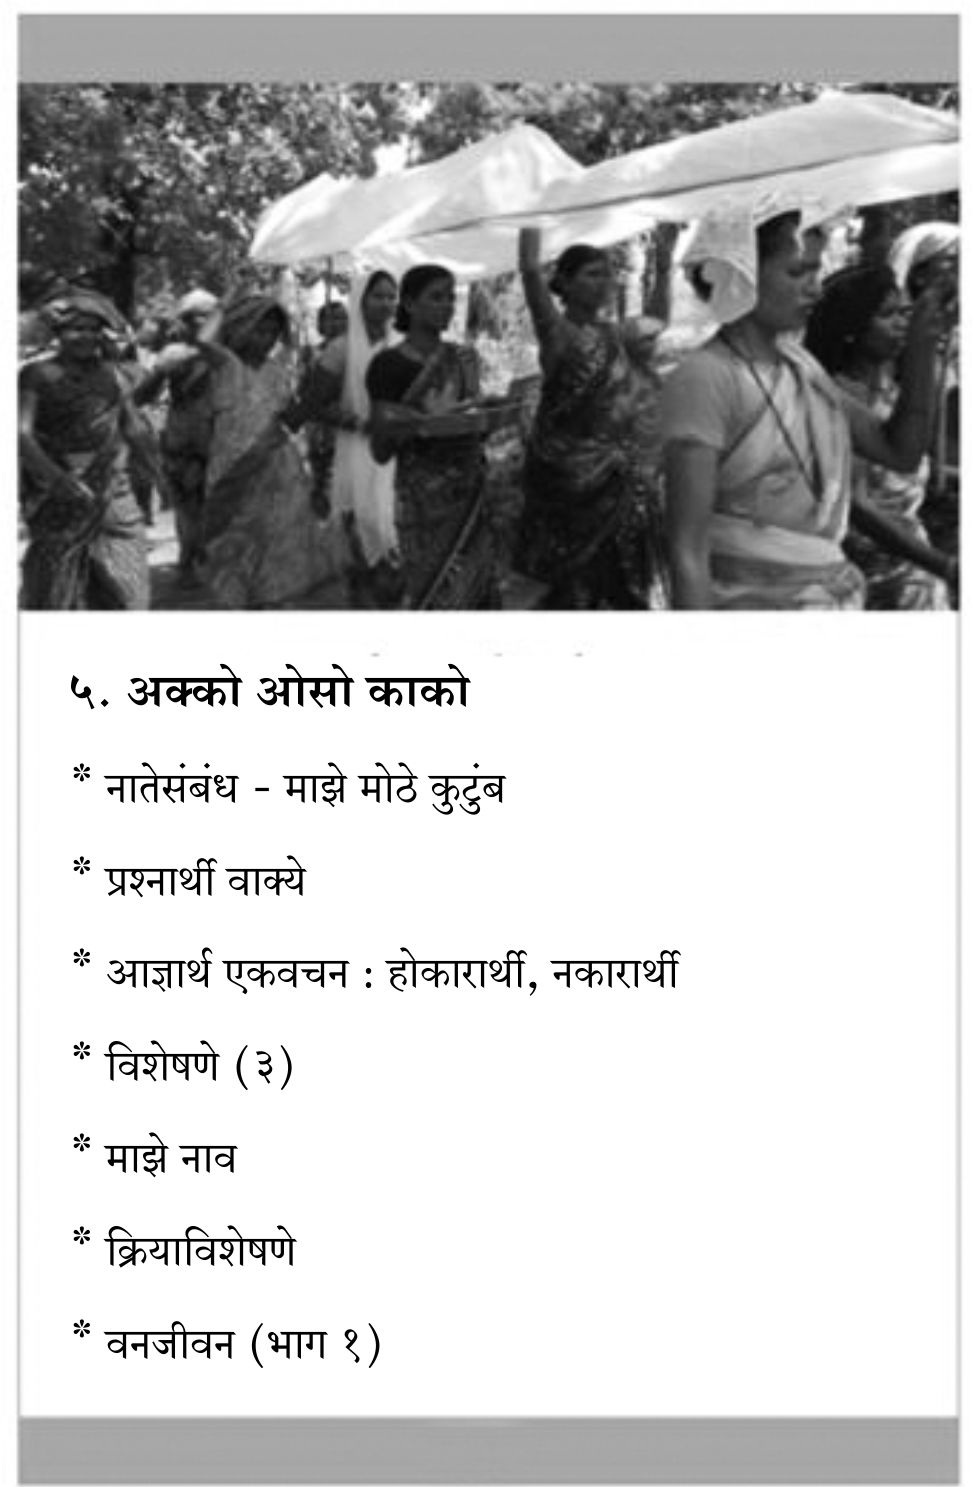 ५. अक्को ओसो काको
* नातेसंबंध - माझे मोठे कुटुंब
* प्रश्नार्थी वाक्ये
* आज्ञार्थ एकवचन : होकारार्थी, नकारार्थी
* विशेषणे (३)
* माझे नाव
* क्रियाविशेषणे
* वनजीवन (भाग १)